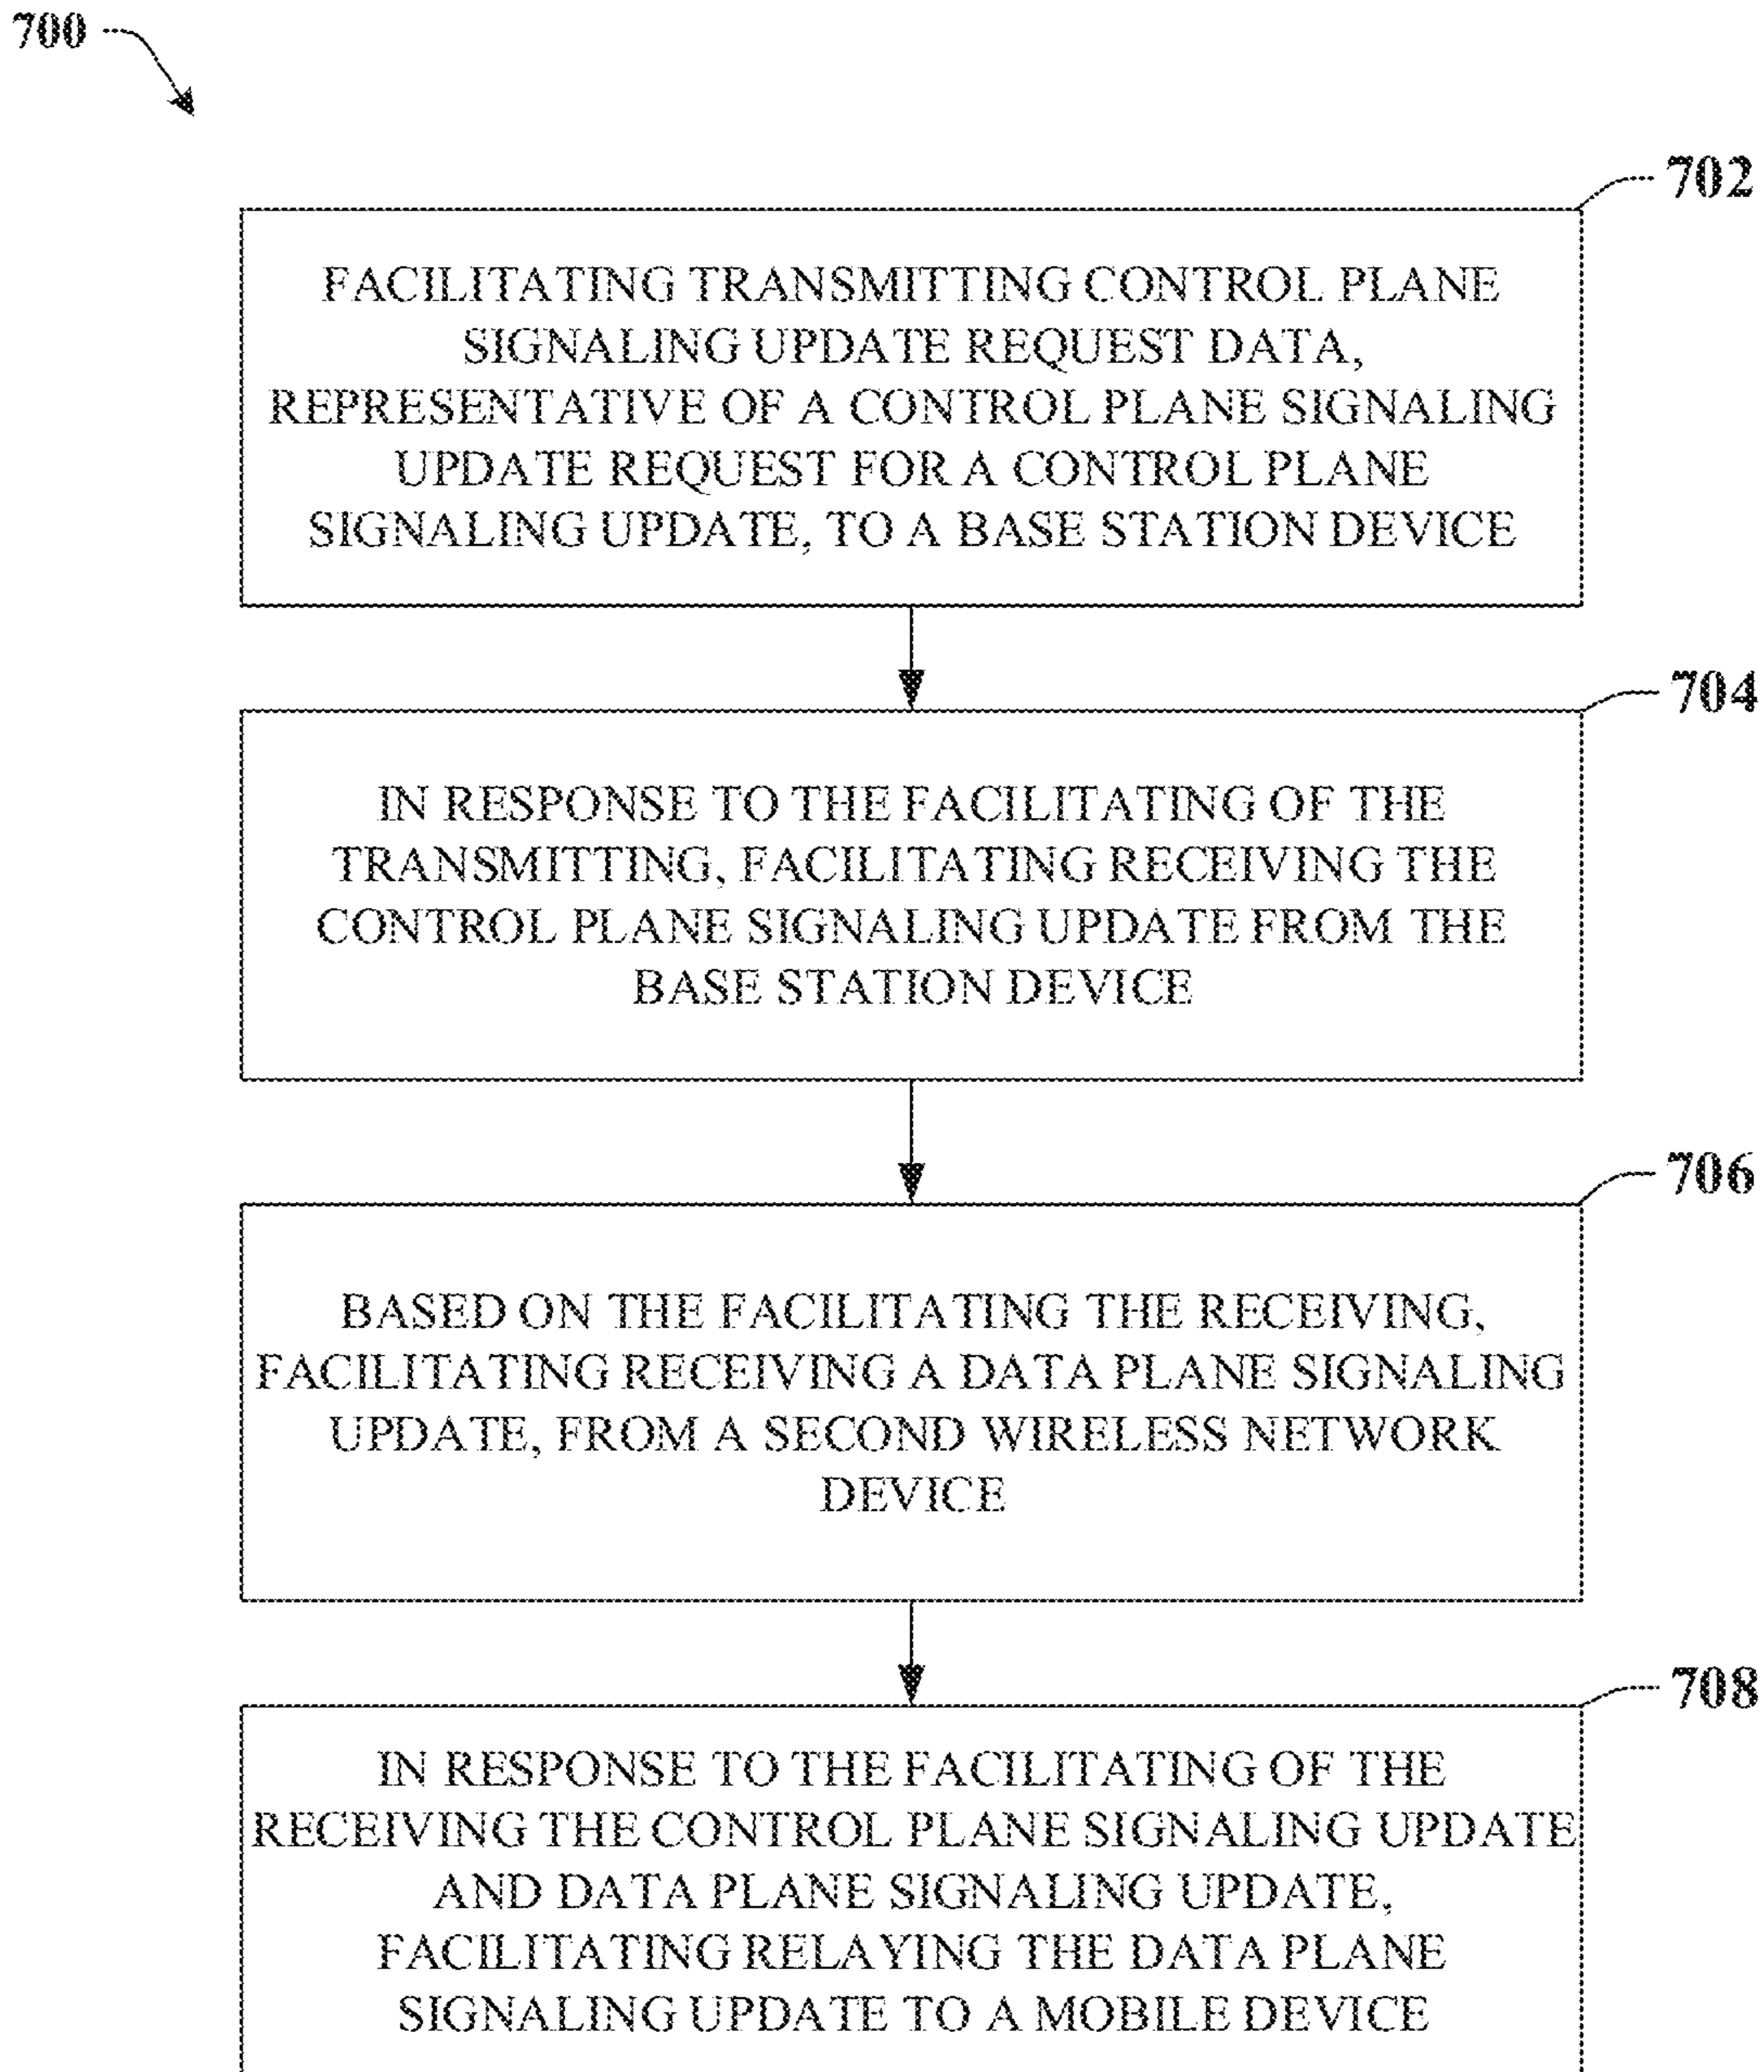 700
702
FACILITATING TRANSMITTING CONTROL PLANE
SIGNALING UPDATE REQUEST DATA,
REPRESENTATIVE OF A CONTROL PLANE SIGNALING
UPDATE REQUEST FOR A CONTROL PLANE
SIGNALING UPDATE, TO A BASE STATION DEVICE
704
IN RESPONSE TO THE FACILITATING OF THE
TRANSMITTING, FACILITATING RECEIVING THE
CONTROL PLANE SIGNALING UPDATE FROM THE
BASE STATION DEVICE
706
BASED ON THE FACILITATING THE RECEIVING,
FACILITATING RECEIVING A DATA PLANE SIGNALING
UPDATE, FROM A SECOND WIRELESS NETWORK
DEVICE
708
IN RESPONSE TO THE FACILITATING OF THE
RECEIVING THE CONTROL PLANE SIGNALING UPDATE
AND DATA PLANE SIGNALING UPDATE,
FACILITATING RELAYING THE DATA PLANE
SIGNALING UPDATE TO A MOBILE DEVICE